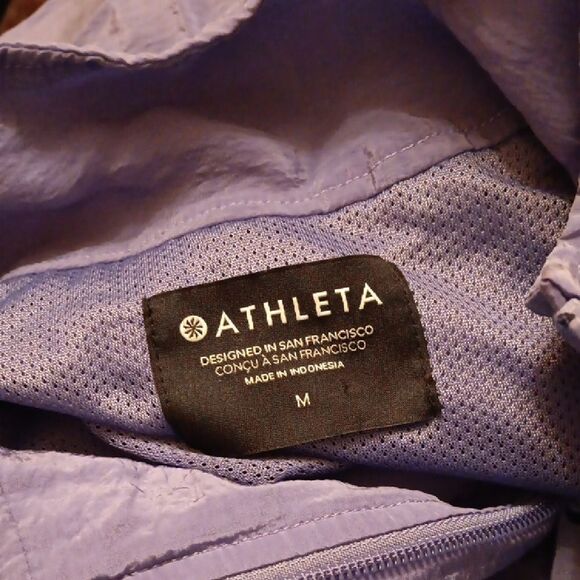 ATHLETA
DESIGNED IN SAN FRANCISCO
CONÇU À SAN FRANCISCO
MADE IN INDONESIA
M